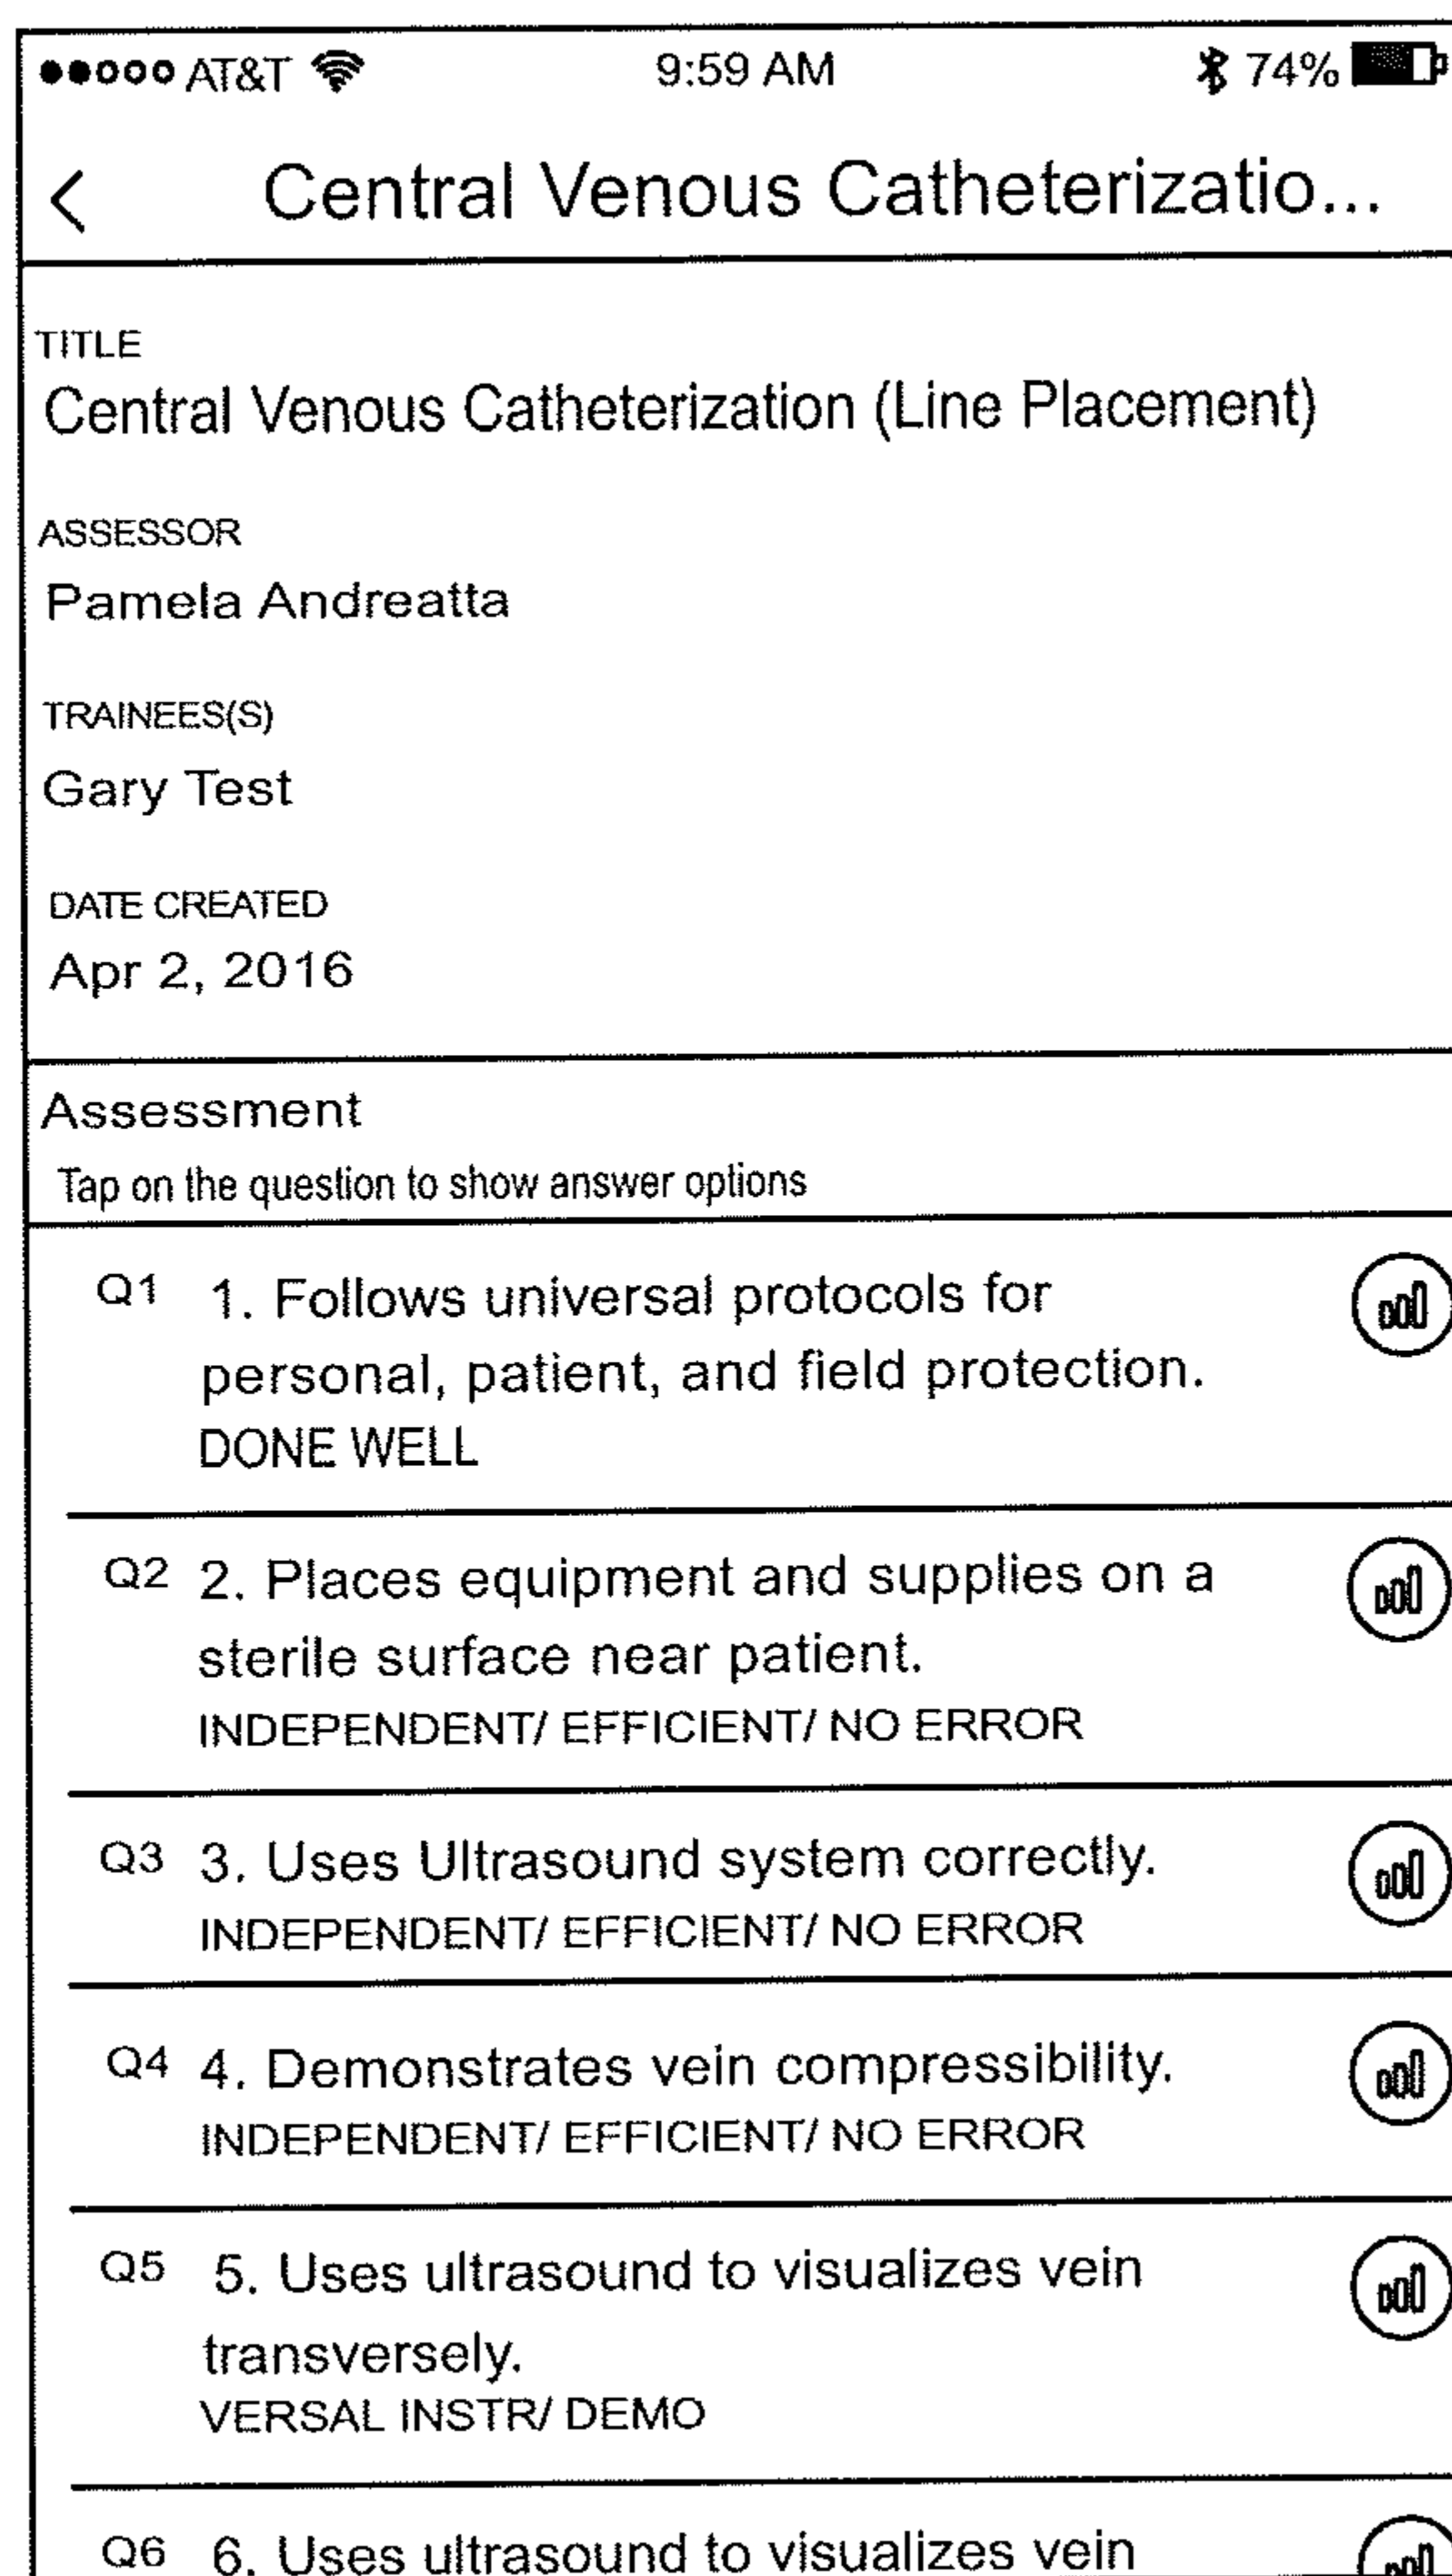 AT&T 9:59 AM 74%
< Central Venous Catheterizatio...
TITLE
Central Venous Catheterization (Line Placement)
ASSESSOR
Pamela Andreatta
TRAINEES(S)
Gary Test
DATE CREATED
Apr 2, 2016
Assessment
Tap on the question to show answer options
Q1 1. Follows universal protocols for
personal, patient, and field protection.
DONE WELL
Q2 2. Places equipment and supplies on a
sterile surface near patient.
INDEPENDENT/ EFFICIENT/ NO ERROR
Q3 3. Uses Ultrasound system correctly.
INDEPENDENT/ EFFICIENT/ NO ERROR
Q4 4. Demonstrates vein compressibility.
INDEPENDENT/ EFFICIENT/ NO ERROR
Q5 5. Uses ultrasound to visualizes vein
transversely.
VERSAL INSTR/ DEMO
Q6 6. Uses ultrasound to visualizes vein